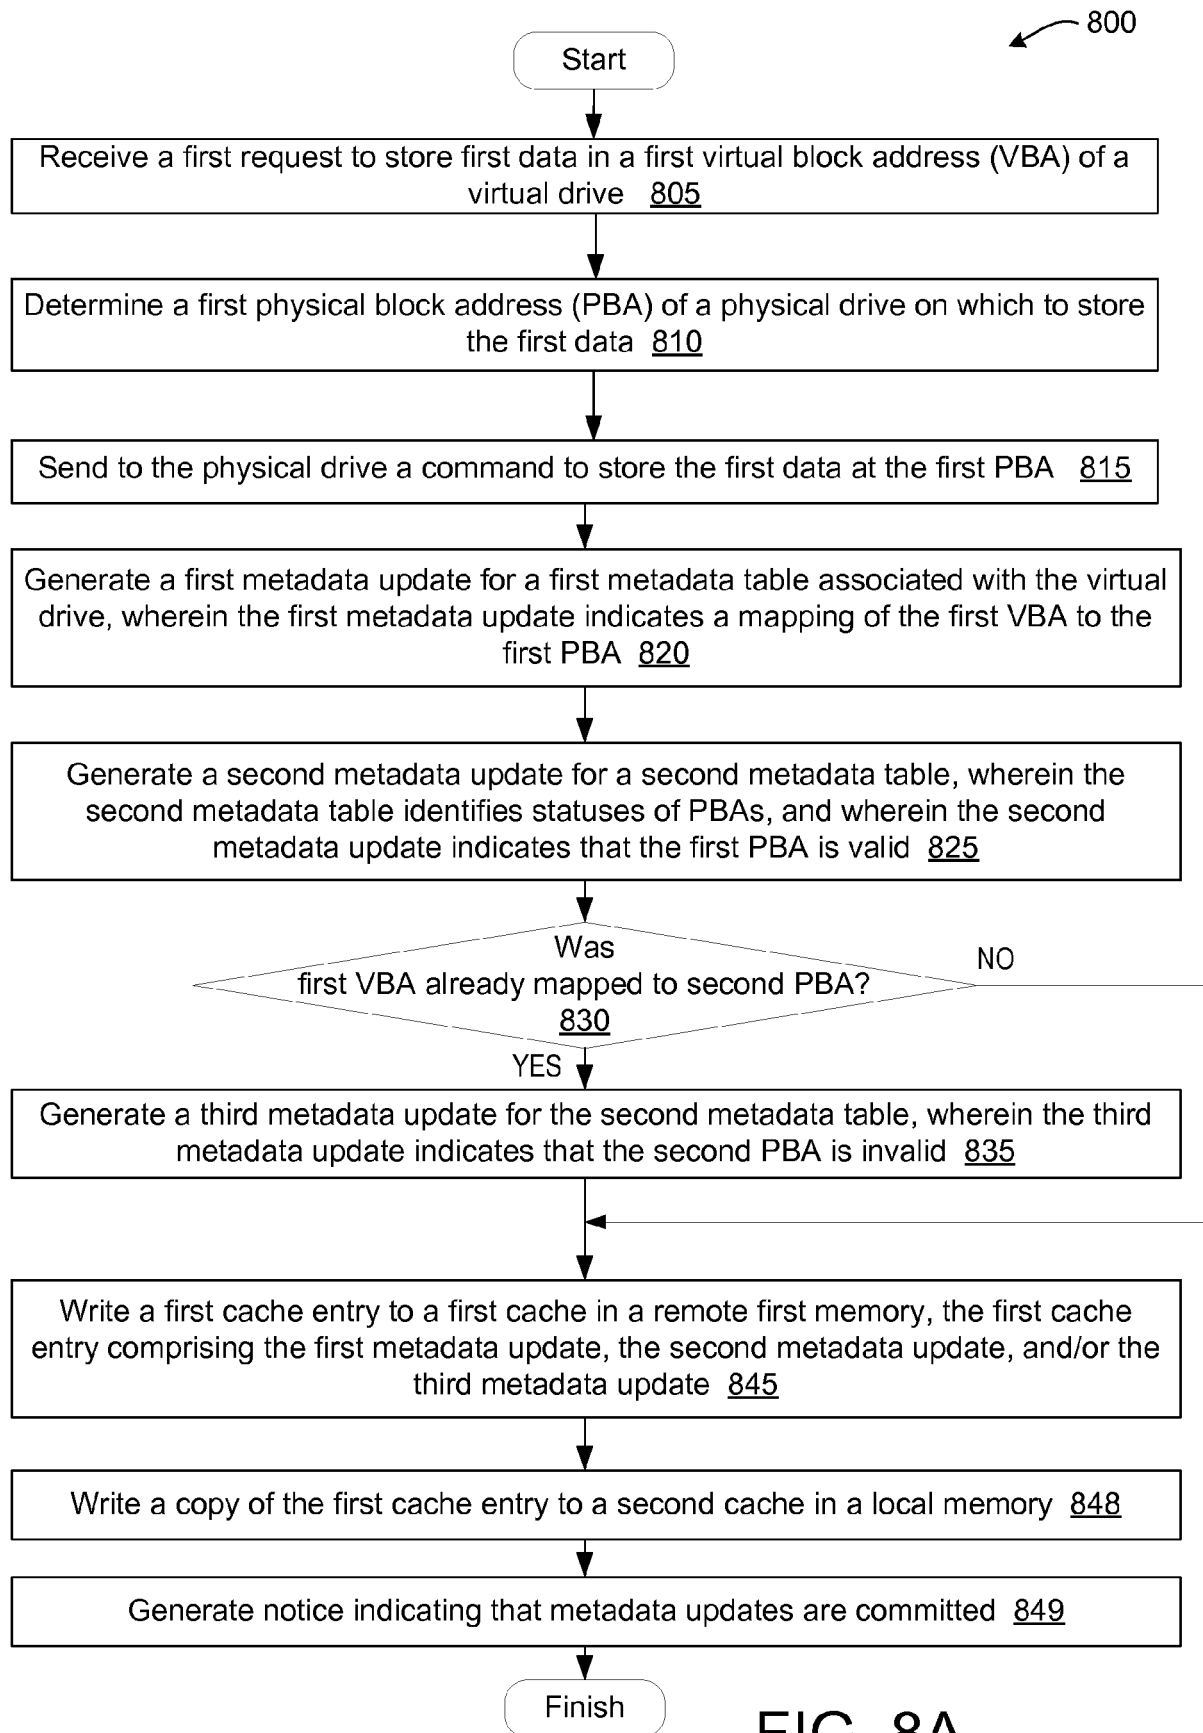 800
Start
Receive a first request to store first data in a first virtual block address (VBA) of a
virtual drive 805
Determine a first physical block address (PBA) of a physical drive on which to store
the first data 810
Send to the physical drive a command to store the first data at the first PBA 815
Generate a first metadata update for a first metadata table associated with the virtual
drive, wherein the first metadata update indicates a mapping of the first VBA to the
first PBA 820
Generate a second metadata update for a second metadata table, wherein the
second metadata table identifies statuses of PBAs, and wherein the second
metadata update indicates that the first PBA is valid 825
Was
first VBA already mapped to second PBA?
830
NO
YES
Generate a third metadata update for the second metadata table, wherein the third
metadata update indicates that the second PBA is invalid 835
Write a first cache entry to a first cache in a remote first memory, the first cache
entry comprising the first metadata update, the second metadata update, and/or the
third metadata update 845
Write a copy of the first cache entry to a second cache in a local memory 848
Generate notice indicating that metadata updates are committed 849
Finish
FIG. 8A